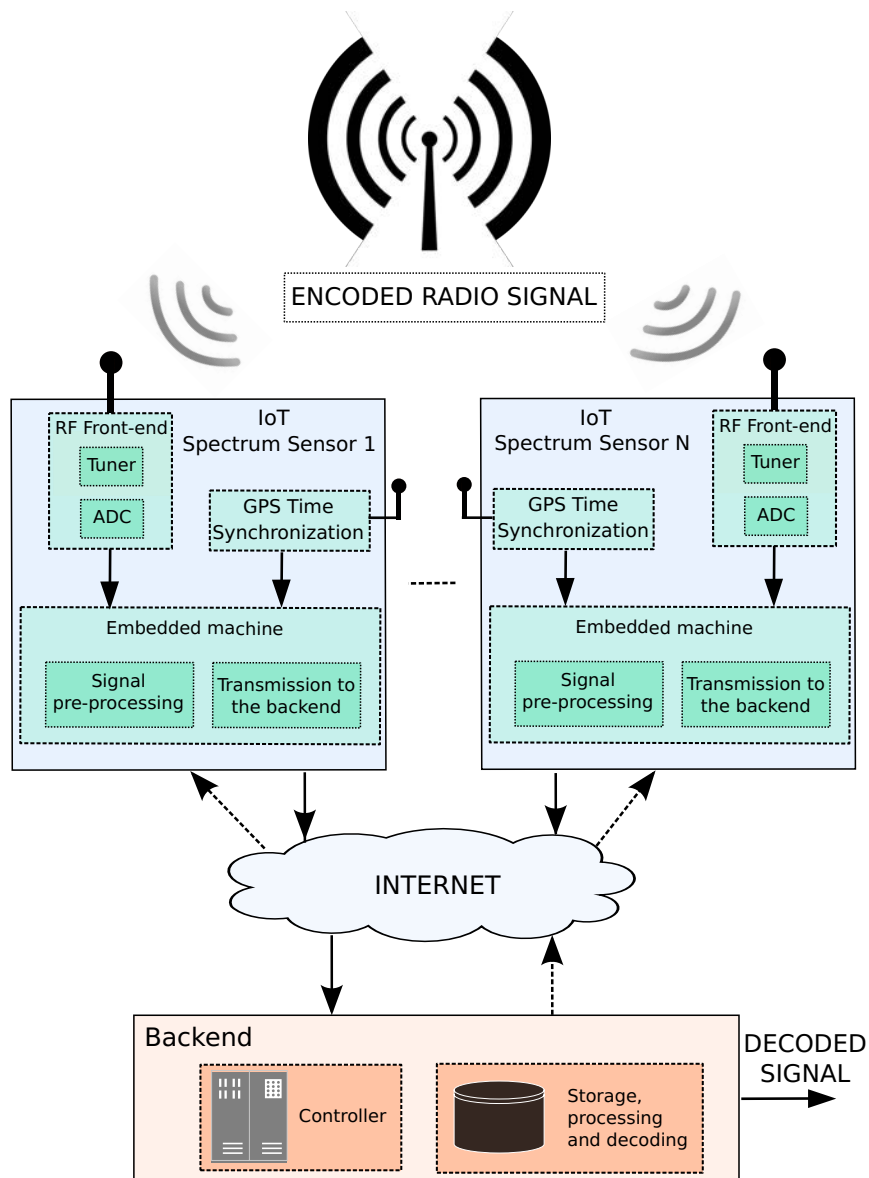 ENCODED RADIO SIGNAL
IoT
Spectrum Sensor 1
RF Front-end
Tuner
ADC
GPS Time
Synchronization
Embedded machine
Signal
pre-processing
Transmission to
the backend
IoT
Spectrum Sensor N
RF Front-end
Tuner
ADC
GPS Time
Synchronization
Embedded machine
Signal
pre-processing
Transmission to
the backend
INTERNET
Backend
Controller
Storage,
processing
and decoding
DECODED
SIGNAL